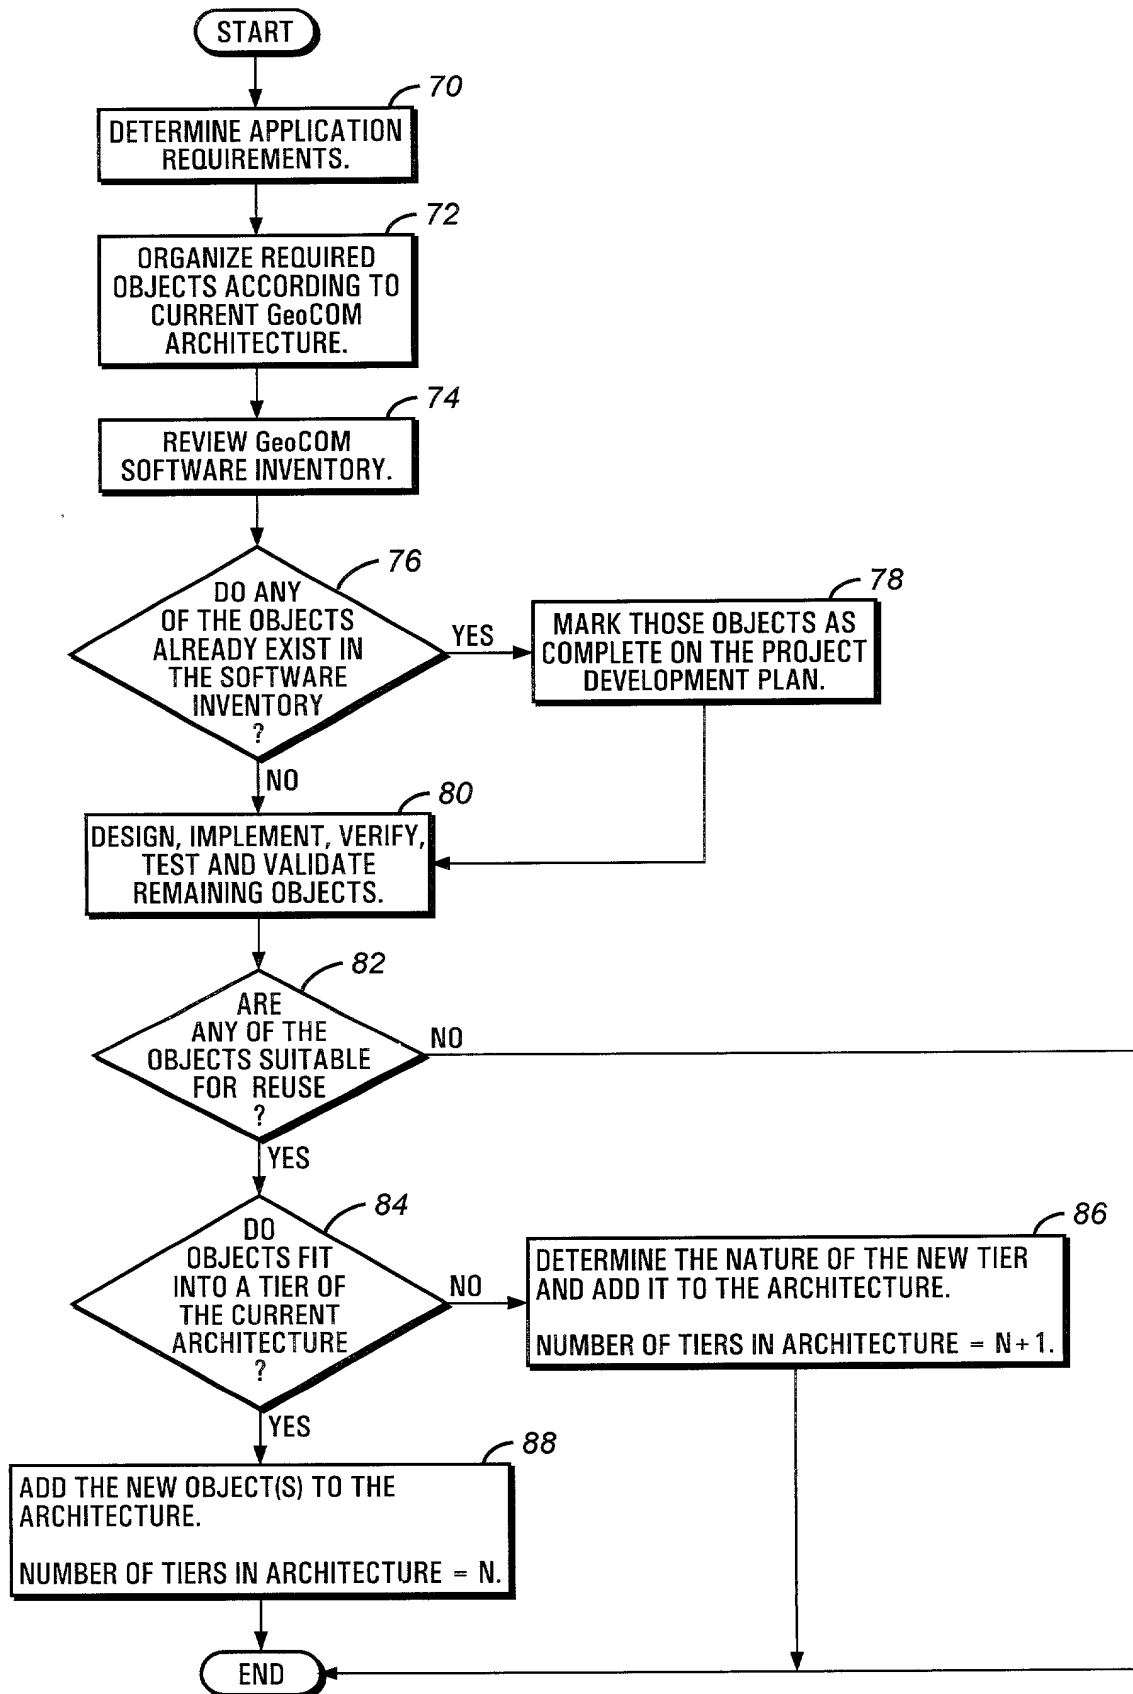 START
70
DETERMINE APPLICATION
REQUIREMENTS.
72
ORGANIZE REQUIRED
OBJECTS ACCORDING TO
CURRENT GeoCOM
ARCHITECTURE.
74
REVIEW GeoCOM
SOFTWARE INVENTORY.
76
DO ANY
OF THE OBJECTS
ALREADY EXIST IN
THE SOFTWARE
INVENTORY
?
YES
78
MARK THOSE OBJECTS AS
COMPLETE ON THE PROJECT
DEVELOPMENT PLAN.
NO
80
DESIGN, IMPLEMENT, VERIFY,
TEST AND VALIDATE
REMAINING OBJECTS.
82
ARE
ANY OF THE
OBJECTS SUITABLE
FOR REUSE
?
NO
YES
84
DO
OBJECTS FIT
INTO A TIER OF
THE CURRENT
ARCHITECTURE
?
NO
86
DETERMINE THE NATURE OF THE NEW TIER
AND ADD IT TO THE ARCHITECTURE.
NUMBER OF TIERS IN ARCHITECTURE = N+1.
YES
88
ADD THE NEW OBJECT(S) TO THE
ARCHITECTURE.
NUMBER OF TIERS IN ARCHITECTURE = N.
END